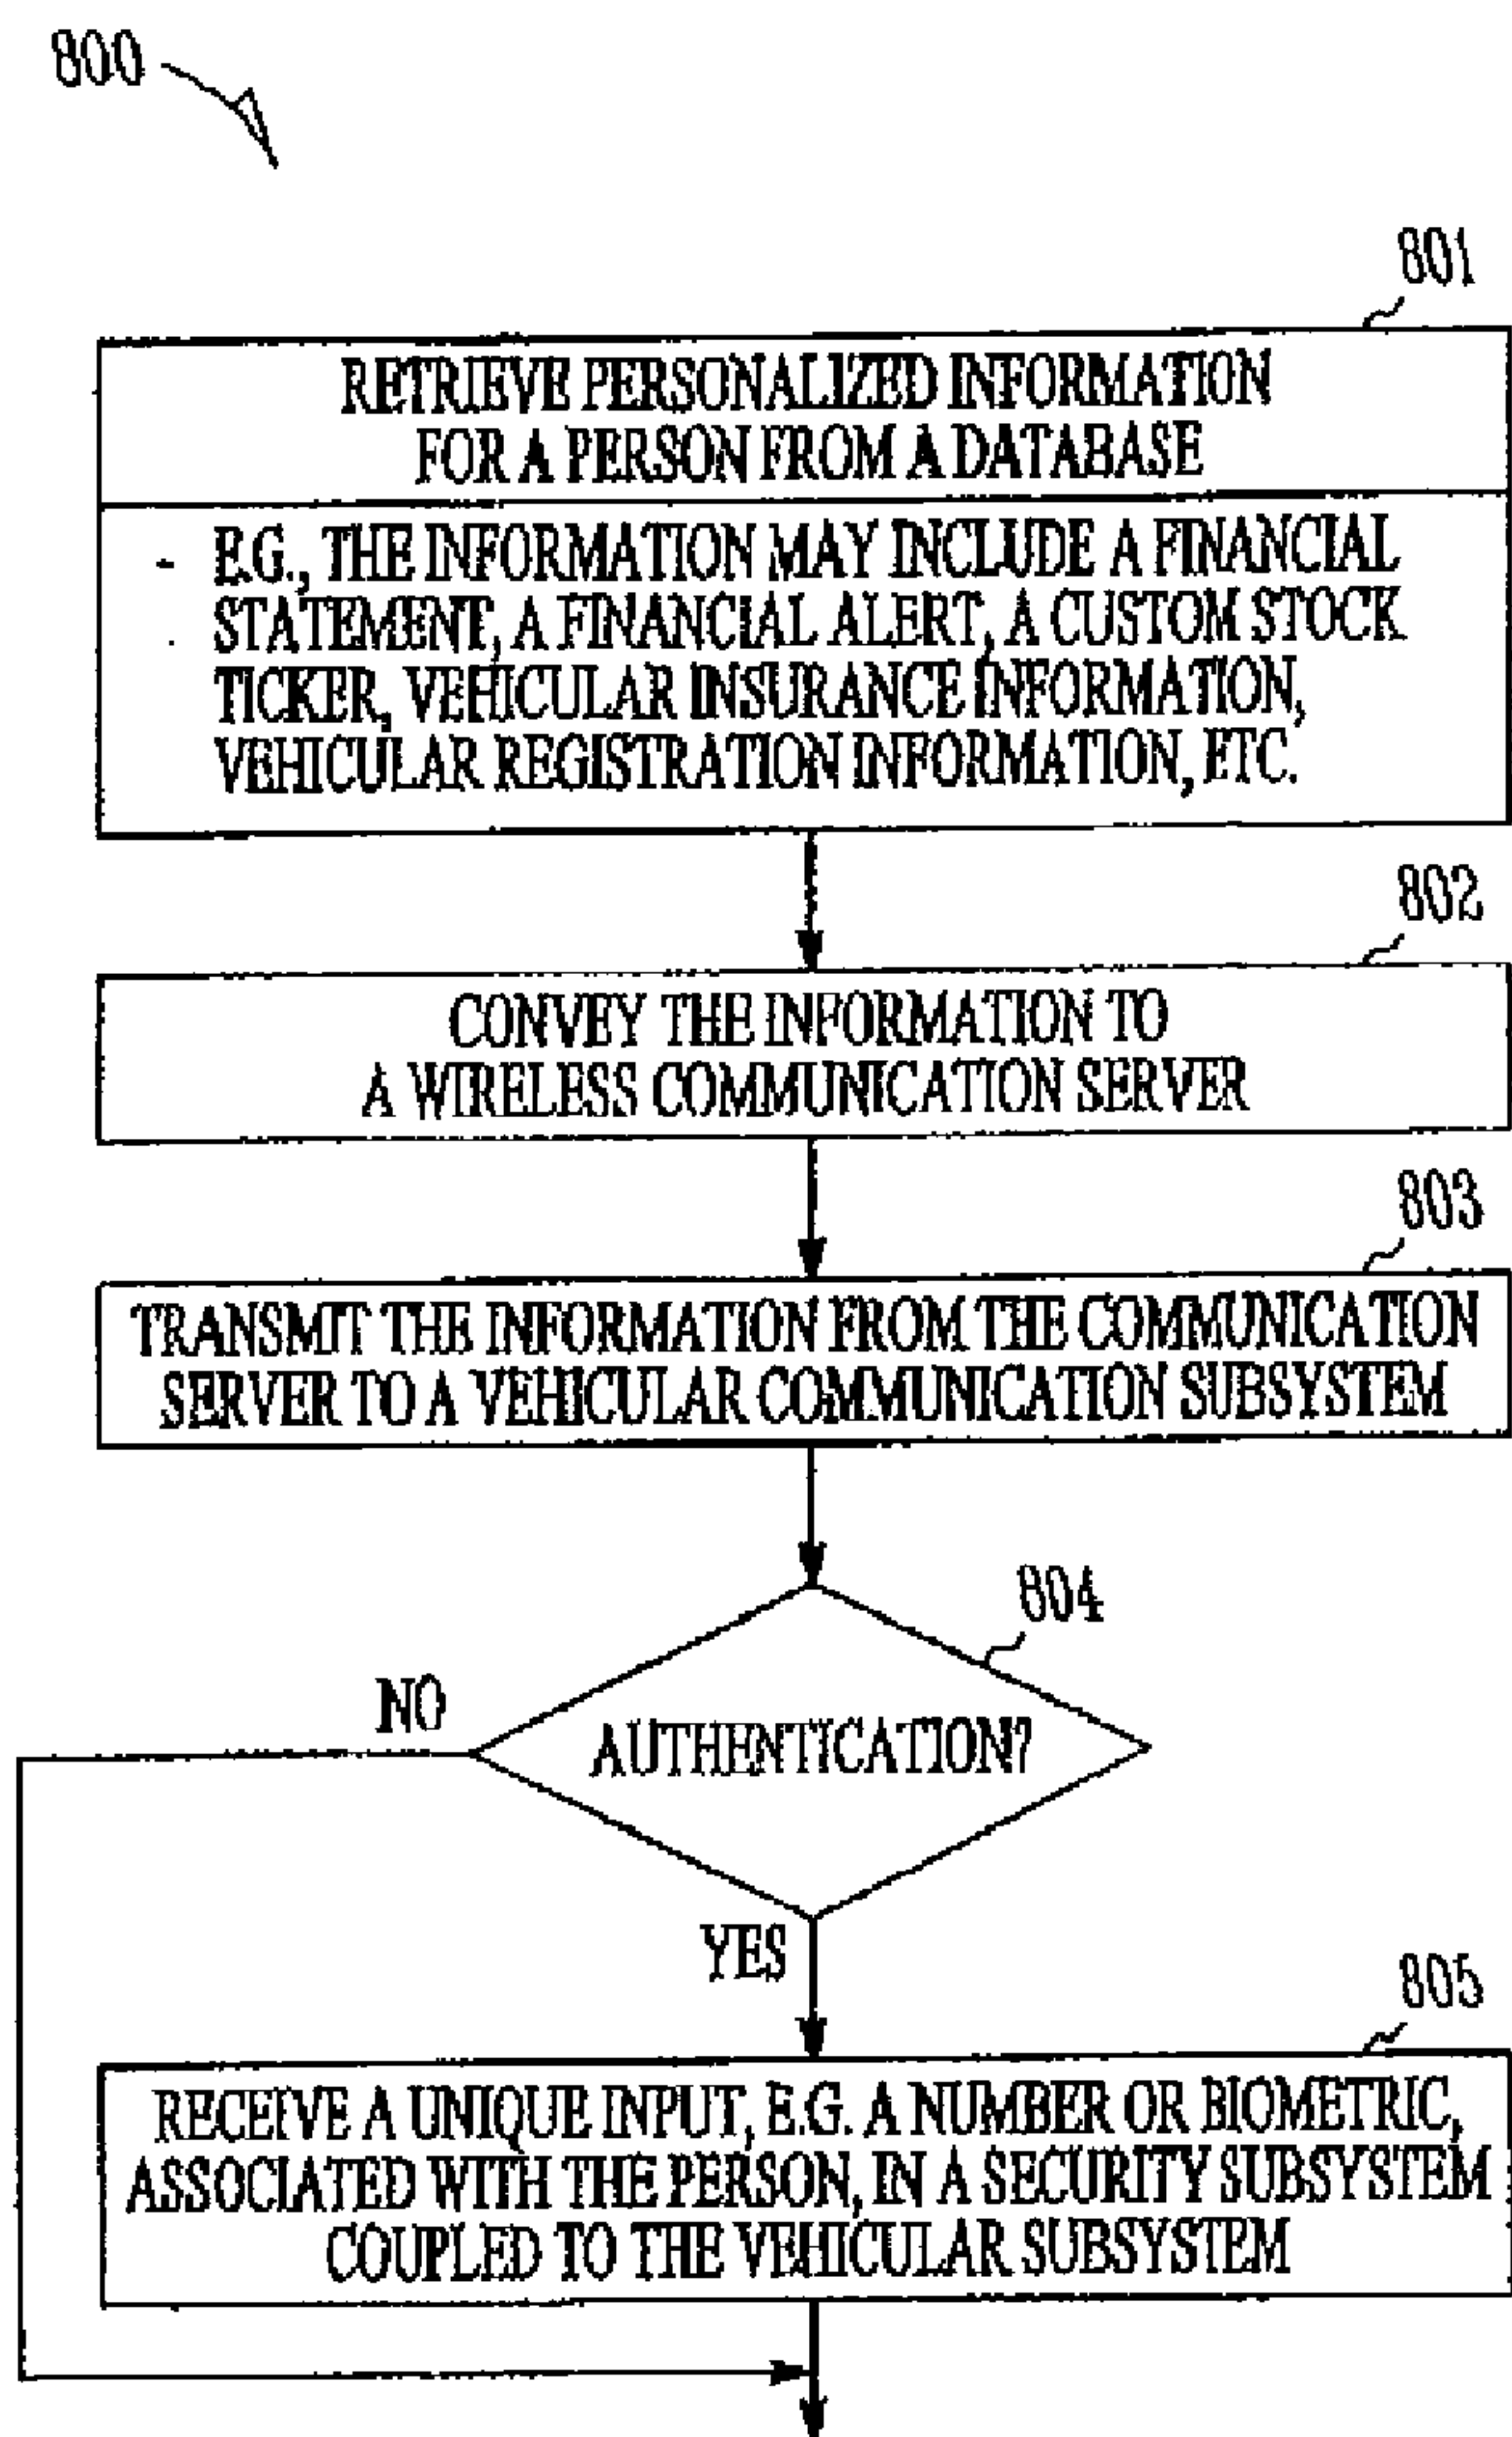 800
801
RETRIEVE PERSONALIZED INFORMATION
FOR A PERSON FROM A DATABASE
- E.G., THE INFORMATION MAY INCLUDE A FINANCIAL
STATEMENT, A FINANCIAL ALERT, A CUSTOM STOCK
TICKER, VEHICULAR INSURANCE INFORMATION,
VEHICULAR REGISTRATION INFORMATION, ETC.
802
CONVEY THE INFORMATION TO
A WIRELESS COMMUNICATION SERVER
803
TRANSMIT THE INFORMATION FROM THE COMMUNICATION
SERVER TO A VEHICULAR COMMUNICATION SUBSYSTEM
804
NO
AUTHENTICATION?
YES
805
RECEIVE A UNIQUE INPUT, E.G. A NUMBER OR BIOMETRIC,
ASSOCIATED WITH THE PERSON, IN A SECURITY SUBSYSTEM
COUPLED TO THE VEHICULAR SUBSYSTEM